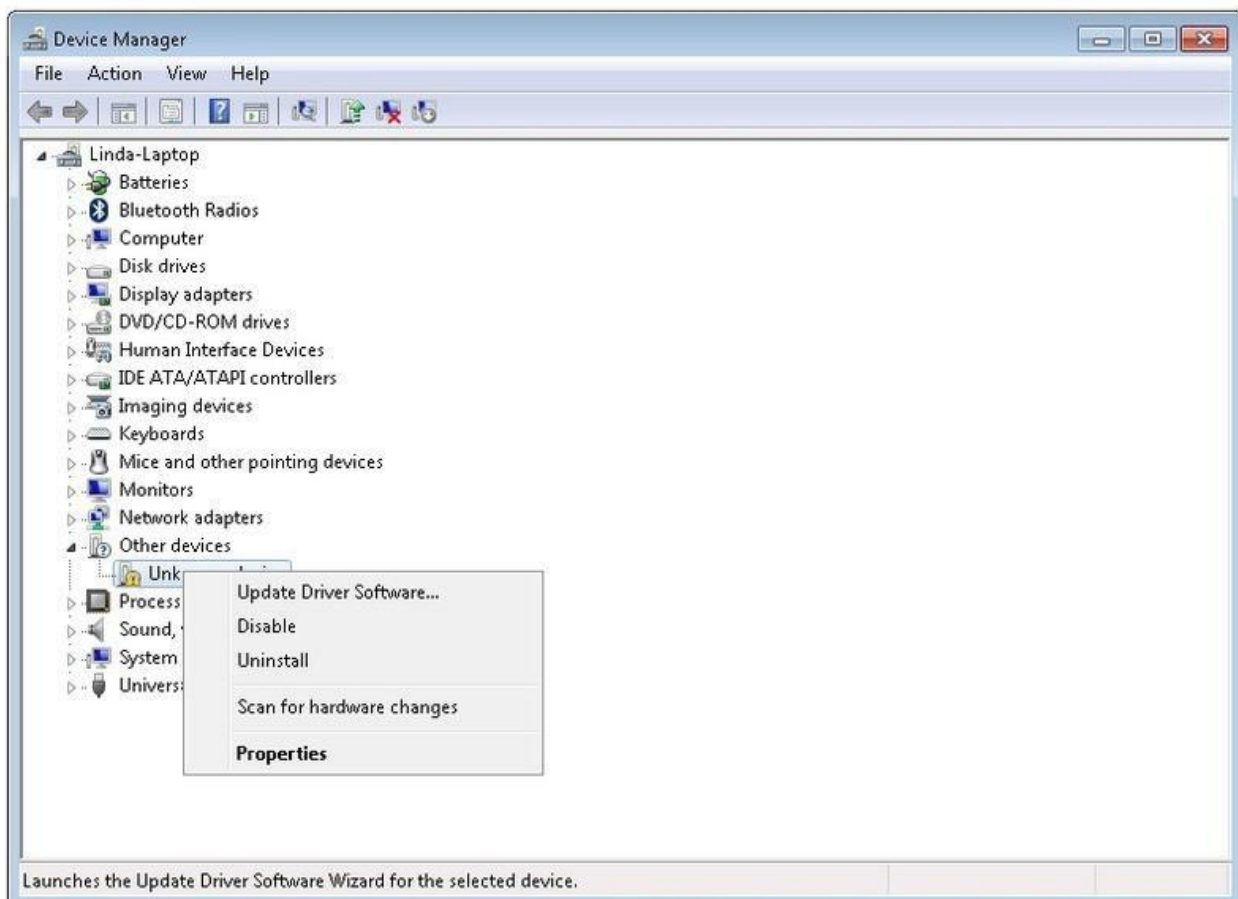 Device Manager
File Action View Help
Linda-Laptop
Batteries
Bluetooth Radios
Computer
Disk drives
Display adapters
DVD/CD-ROM drives
Human Interface Devices
IDE ATA/ATAPI controllers
Imaging devices
Keyboards
Mice and other pointing devices
Monitors
Network adapters
Other devices
Unk
Process
Sound,
System
Univers
Update Driver Software...
Disable
Uninstall
Scan for hardware changes
Properties
Launches the Update Driver Software Wizard for the selected device.